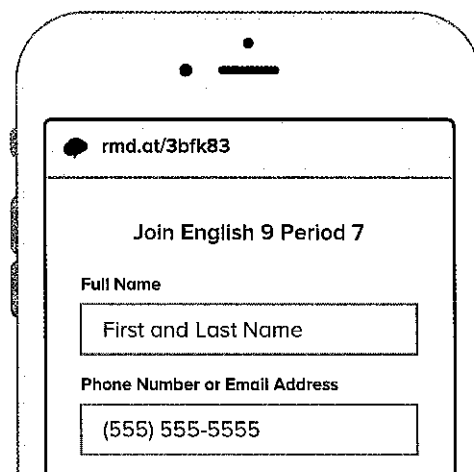 rmd.at/3bfk83
Join English 9 Period 7
Full Name
First and Last Name
Phone Number or Email Address
(555) 555-5555